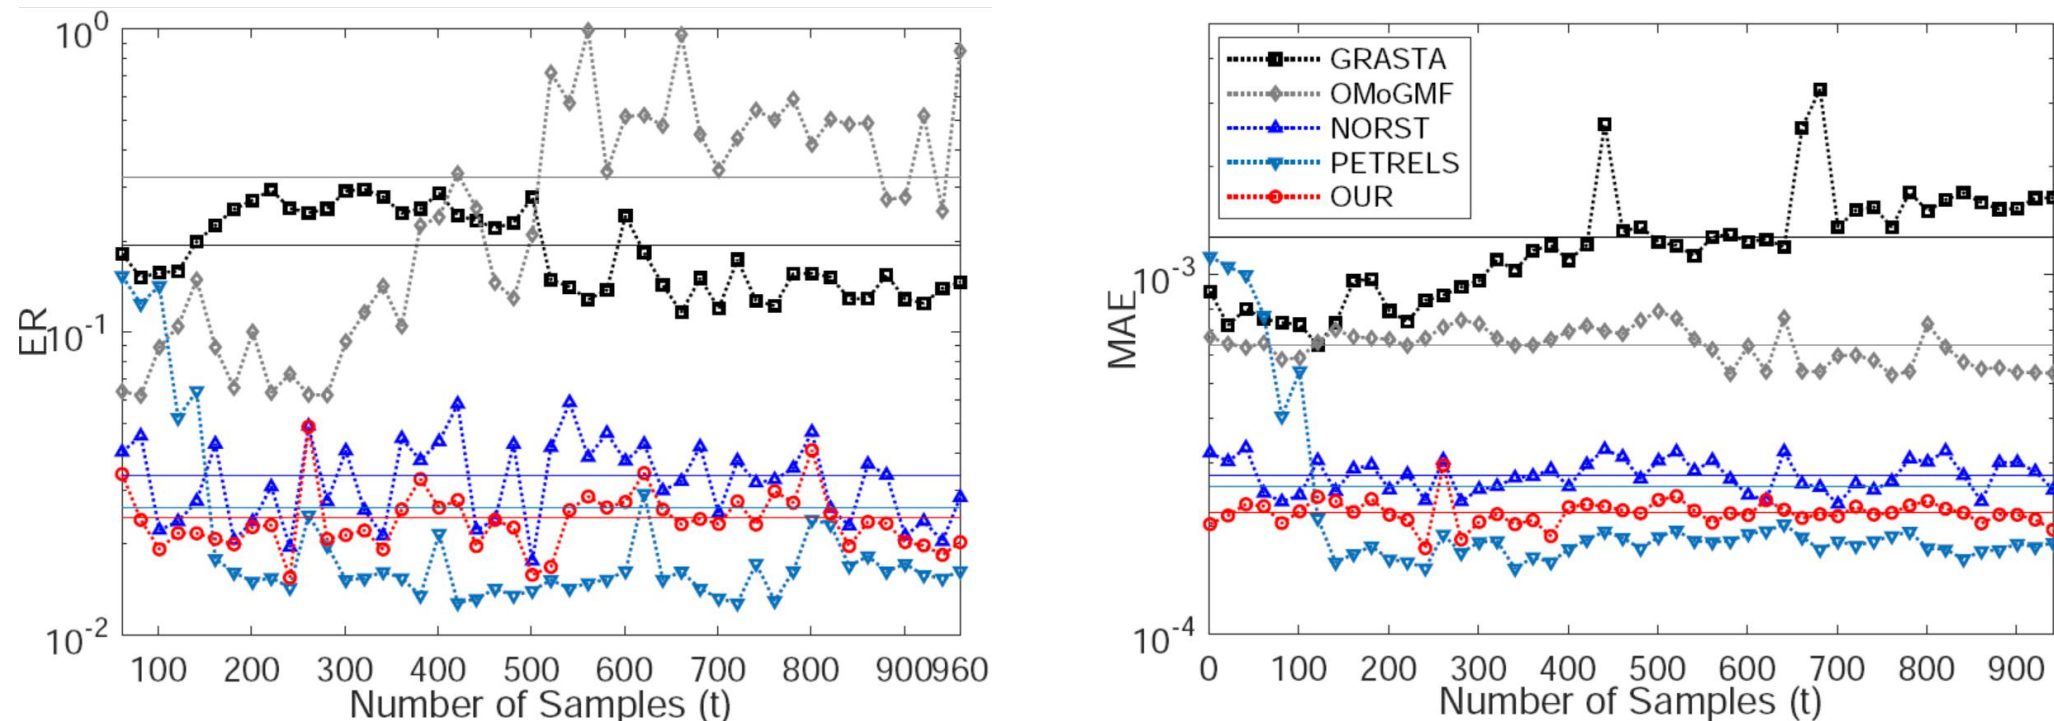 10^0
10^-1
10^-2
ER
100 200 300 400 500 600 700 800 900960
Number of Samples (t)
GRASTA
OMoGMF
NORST
PETRELS
OUR
10^-3
10^-4
MAE
0 100 200 300 400 500 600 700 800 900
Number of Samples (t)